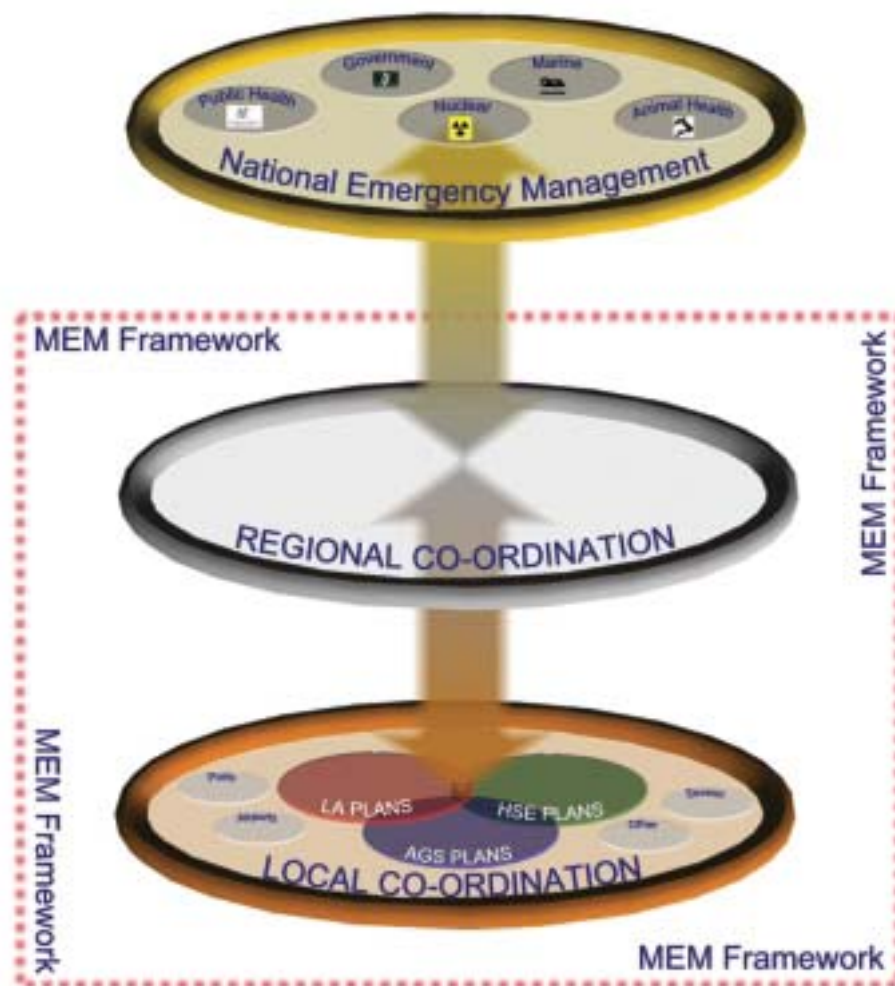 Government
Marine
Public Health
Nuclear
Animal Health
National Emergency Management
MEM Framework
MEM Framework
REGIONAL CO-ORDINATION
MEM Framework
LA PLANS
HSE PLANS
Other
AGS PLANS
LOCAL CO-ORDINATION
MEM Framework